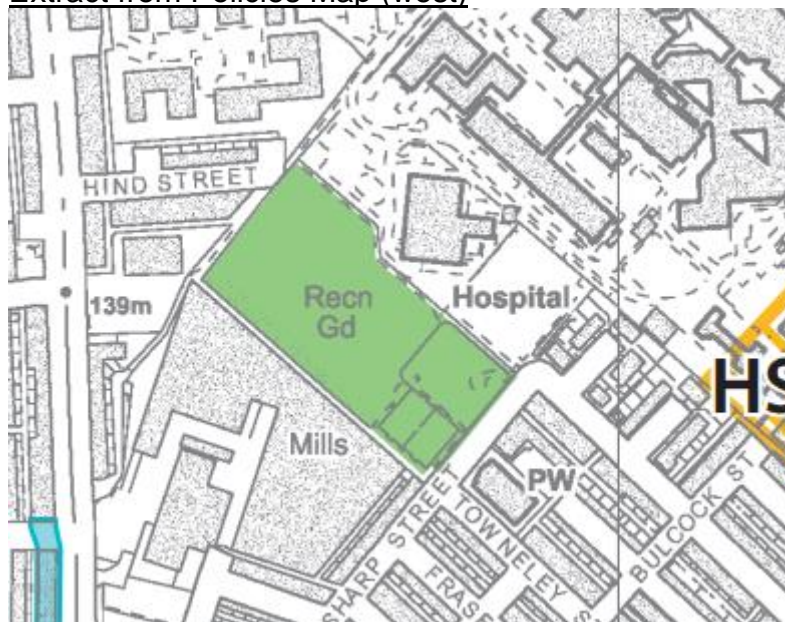 Extract from Policies Map (west)
HIND STREET
139m
Recn
Gd
Hospital
HS
Mills
PW
SHARP STREET
TOWNELEY S
FRASE
BULCOCK ST